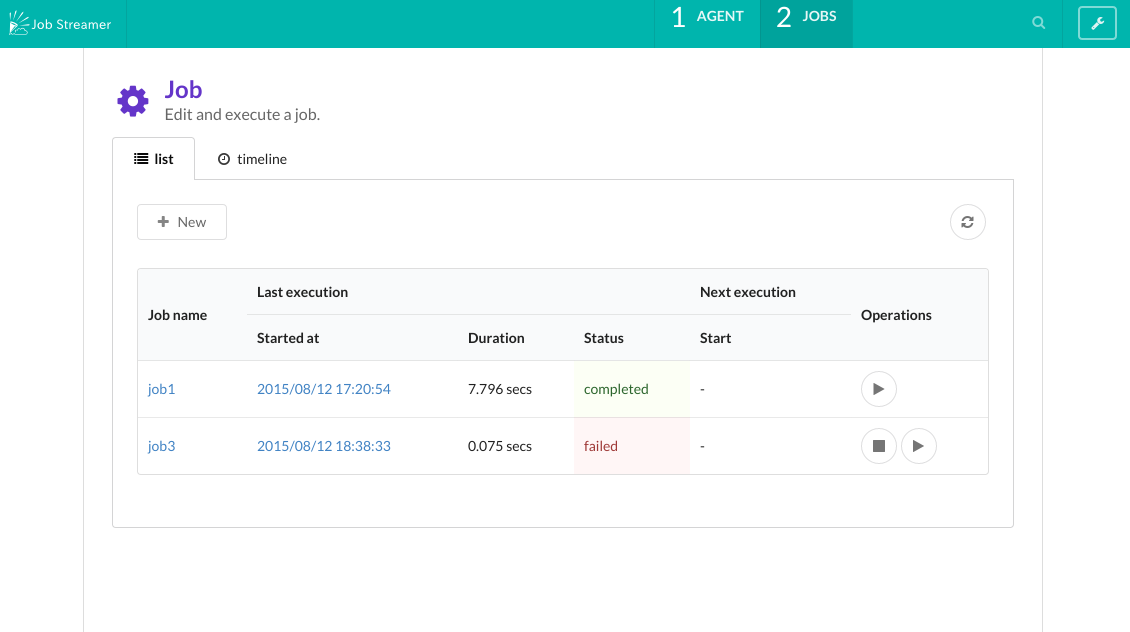 Job Streamer
1 AGENT
2 JOBS
Job
Edit and execute a job.
list
timeline
New
Job name
Last execution
Next execution
Operations
Started at
Duration
Status
Start
job1
2015/08/12 17:20:54
7.796 secs
completed
-
job3
2015/08/12 18:38:33
0.075 secs
failed
-